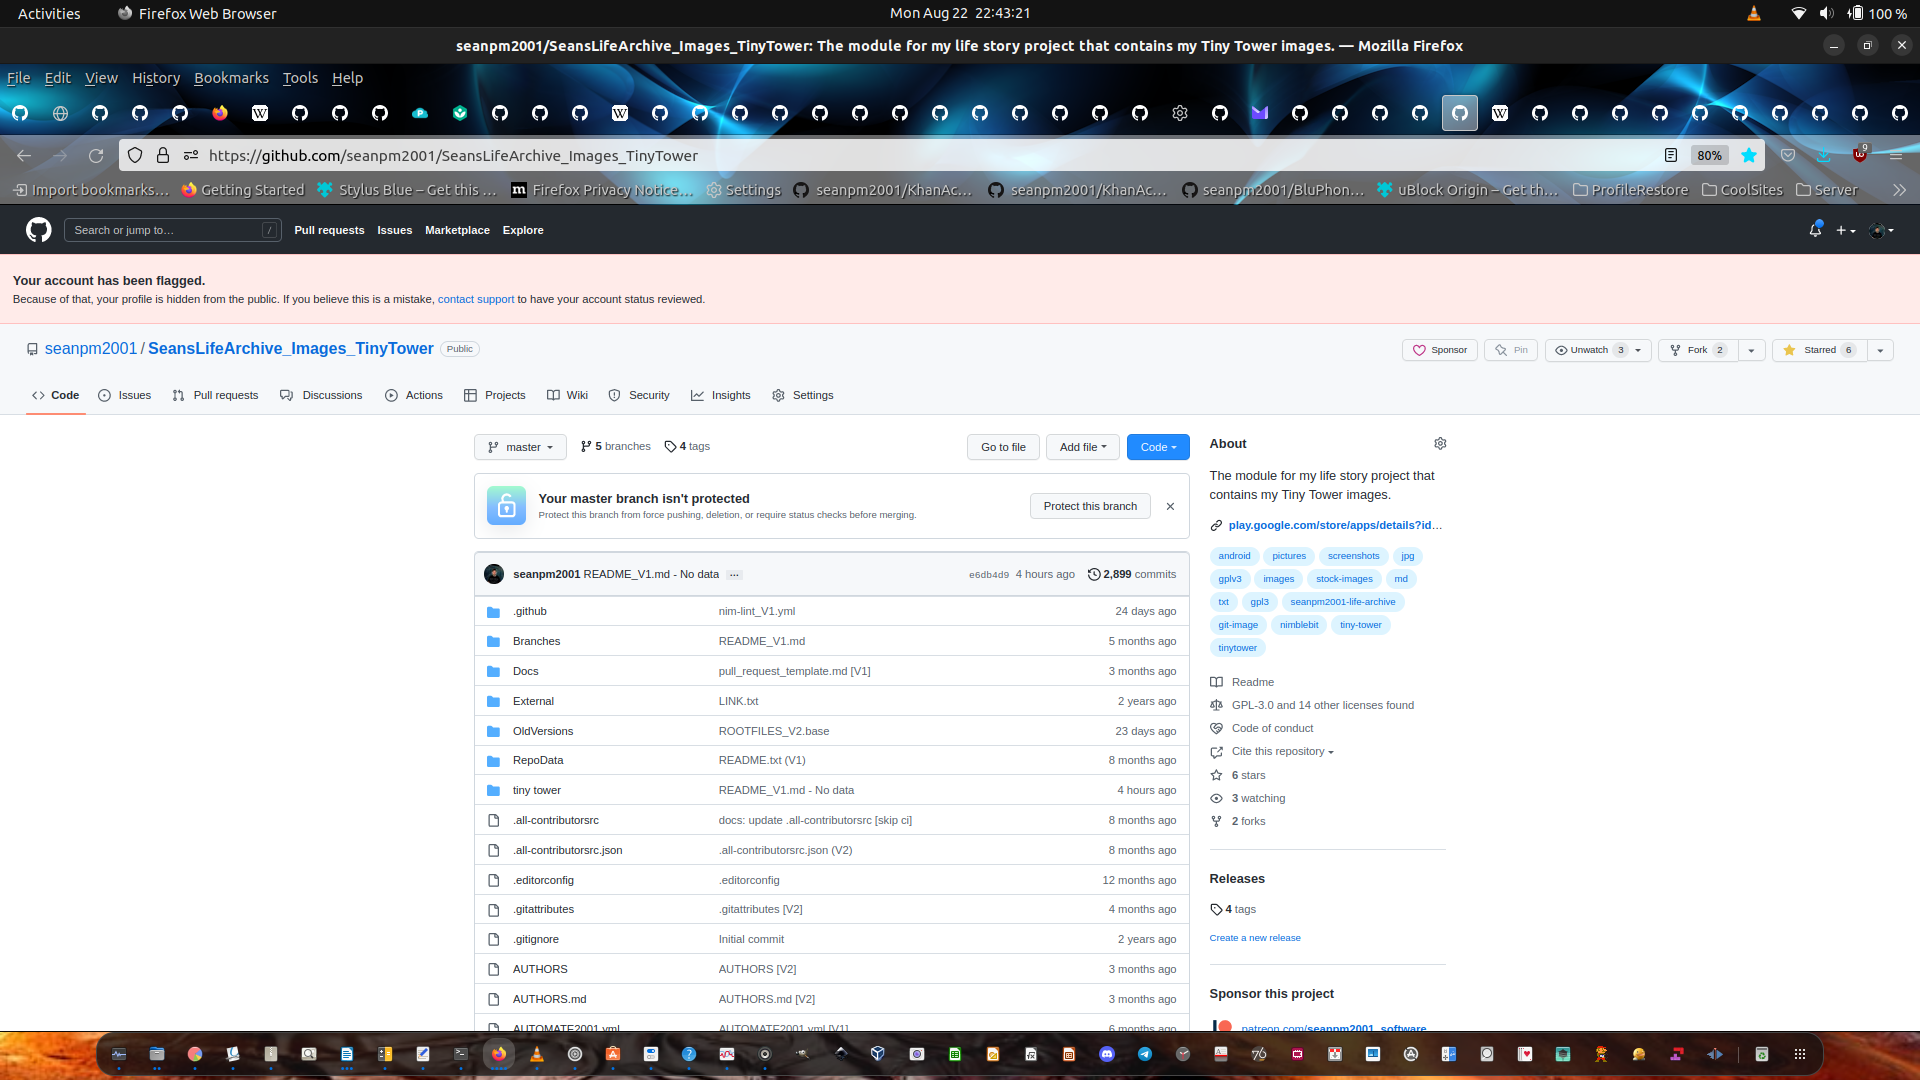 Activities
Firefox Web Browser
Mon Aug 22  22:43:21
100 %
seanpm2001/SeansLifeArchive_Images_TinyTower: The module for my life story project that contains my Tiny Tower images. — Mozilla Firefox
File Edit View History Bookmarks Tools Help
https://github.com/seanpm2001/SeansLifeArchive_Images_TinyTower
80%
9
Import bookmarks…
Getting Started
Stylus Blue – Get this …
Firefox Privacy Notice…
Settings
seanpm2001/KhanAc…
seanpm2001/KhanAc…
seanpm2001/BluPhon…
uBlock Origin – Get th…
ProfileRestore
CoolSites
Server
Search or jump to…
/
Pull requests
Issues
Marketplace
Explore
Your account has been flagged.
Because of that, your profile is hidden from the public. If you believe this is a mistake, contact support to have your account status reviewed.
seanpm2001 / SeansLifeArchive_Images_TinyTower
Public
Sponsor
Pin
Unwatch 3
Fork 2
Starred 6
Code
Issues
Pull requests
Discussions
Actions
Projects
Wiki
Security
Insights
Settings
master
5 branches
4 tags
Go to file
Add file
Code
Your master branch isn't protected
Protect this branch from force pushing, deletion, or require status checks before merging.
Protect this branch
seanpm2001 README_V1.md - No data …
e6db4d9 4 hours ago
2,899 commits
.github nim-lint_V1.yml 24 days ago
Branches README_V1.md 5 months ago
Docs pull_request_template.md [V1] 3 months ago
External LINK.txt 2 years ago
OldVersions ROOTFILES_V2.base 23 days ago
RepoData README.txt (V1) 8 months ago
tiny tower README_V1.md - No data 4 hours ago
.all-contributorsrc docs: update .all-contributorsrc [skip ci] 8 months ago
.all-contributorsrc.json .all-contributorsrc.json (V2) 8 months ago
.editorconfig .editorconfig 12 months ago
.gitattributes .gitattributes [V2] 4 months ago
.gitignore Initial commit 2 years ago
AUTHORS AUTHORS [V2] 3 months ago
AUTHORS.md AUTHORS.md [V2] 3 months ago
AUTOMATE2001.yml AUTOMATE2001.yml [V1] 6 months ago
About
The module for my life story project that
contains my Tiny Tower images.
play.google.com/store/apps/details?id…
android pictures screenshots jpg
gplv3 images stock-images md
txt gpl3 seanpm2001-life-archive
git-image nimblebit tiny-tower
tinytower
Readme
GPL-3.0 and 14 other licenses found
Code of conduct
Cite this repository
6 stars
3 watching
2 forks
Releases
4 tags
Create a new release
Sponsor this project
patreon.com/seanpm2001_software